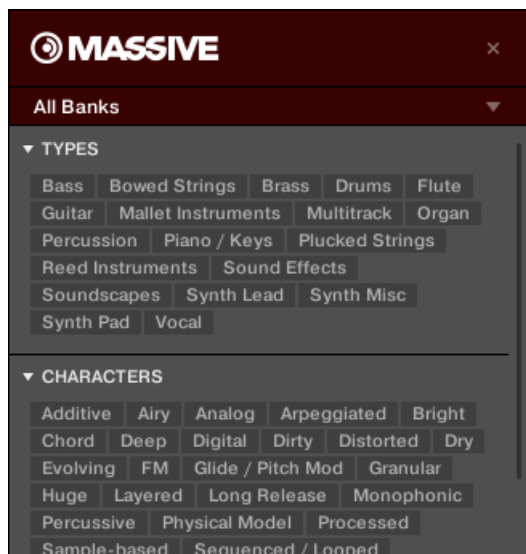 MASSIVE
All Banks
TYPES
Bass Bowed Strings Brass Drums Flute
Guitar Mallet Instruments Multitrack Organ
Percussion Piano / Keys Plucked Strings
Reed Instruments Sound Effects
Soundscapes Synth Lead Synth Misc
Synth Pad Vocal
CHARACTERS
Additive Airy Analog Arpeggiated Bright
Chord Deep Digital Dirty Distorted Dry
Evolving FM Glide / Pitch Mod Granular
Huge Layered Long Release Monophonic
Percussive Physical Model Processed
Sample-based Sequenced / Looped